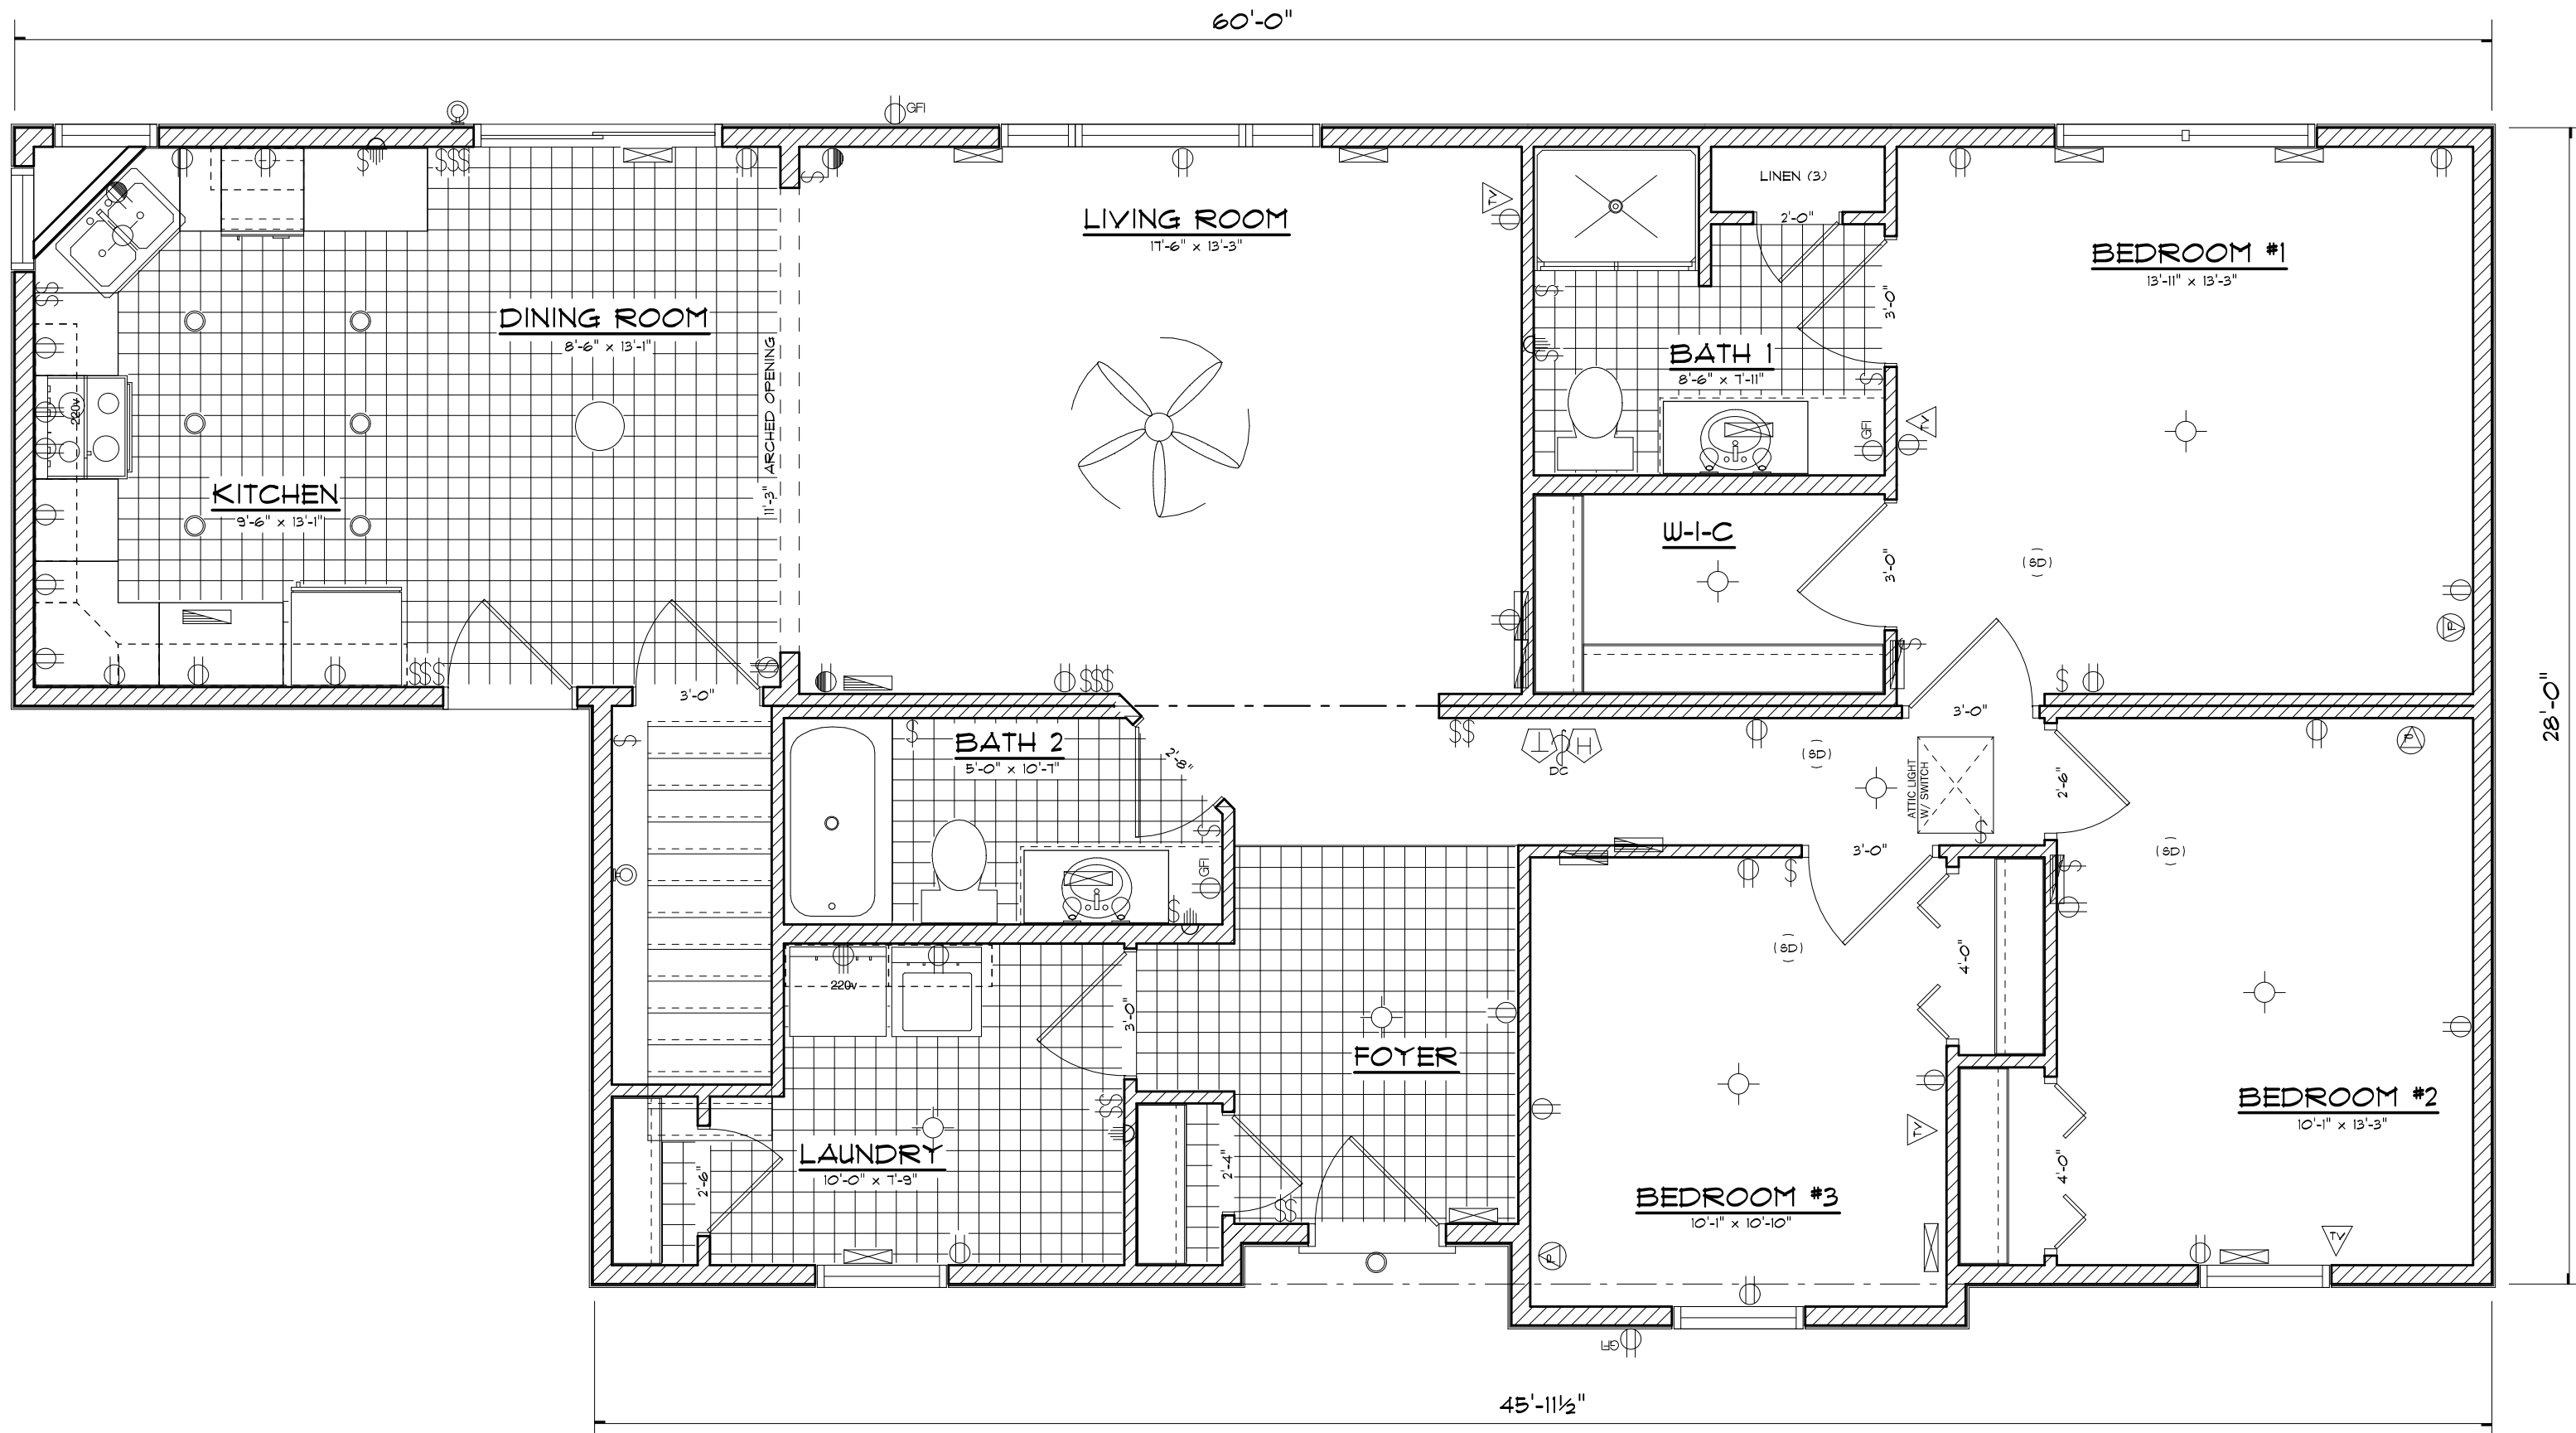 60'-0"
GFI
LINEN (3)
TV
2'-0"
LIVING ROOM
17'-6" x 13'-3"
BEDROOM #1
13'-11" x 13'-3"
3'-0"
DINING ROOM
8'-6" x 13'-1"
11'-3" ARCHED OPENING
BATH 1
8'-6" x 7'-11"
220v
GFI
TV
KITCHEN
9'-6" x 13'-1"
W-I-C
3'-0"
(SD)
P
3'-0"
3'-0"
28'-0"
BATH 2
5'-0" x 10'-7"
2'-8"
T
H
DC
(SD)
ATTIC LIGHT
W/ SWITCH
2'-6"
P
GFI
3'-0"
(SD)
(SD)
4'-0"
220v
3'-0"
FOYER
BEDROOM #2
10'-1" x 13'-3"
TV
LAUNDRY
10'-0" x 7'-9"
2'-6"
2'-4"
4'-0"
BEDROOM #3
10'-1" x 10'-10"
TV
P
GFI
45'-11½"